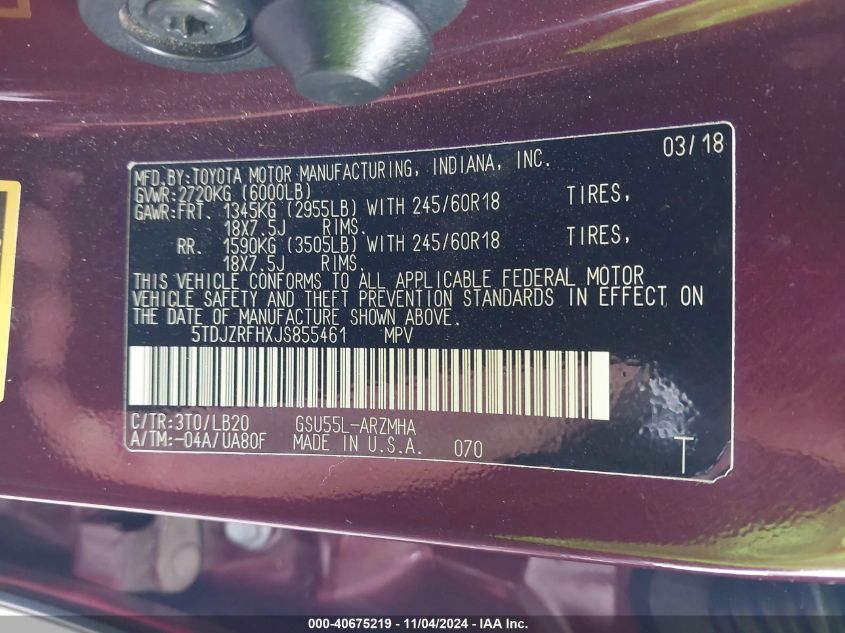 03/18
MFD.BY:TOYOTA MOTOR MANUFACTURING, INDIANA, INC.
GVWR:2720KG (6000LB)
GAWR:FRT. 1345KG (2955LB) WITH 245/60R18 TIRES,
18X7.5J RIMS.
RR. 1590KG (3505LB) WITH 245/60R18 TIRES,
18X7.5J RIMS.
THIS VEHICLE CONFORMS TO ALL APPLICABLE FEDERAL MOTOR
VEHICLE SAFETY AND THEFT PREVENTION STANDARDS IN EFFECT ON
THE DATE OF MANUFACTURE SHOWN ABOVE.
5TDJZRFHXJS855461 MPV
C/TR:3T0/LB20 GSU55L-ARZMHA
A/TM:-04A/UA80F MADE IN U.S.A. 070
T
000-40675219 - 11/04/2024 - IAA Inc.